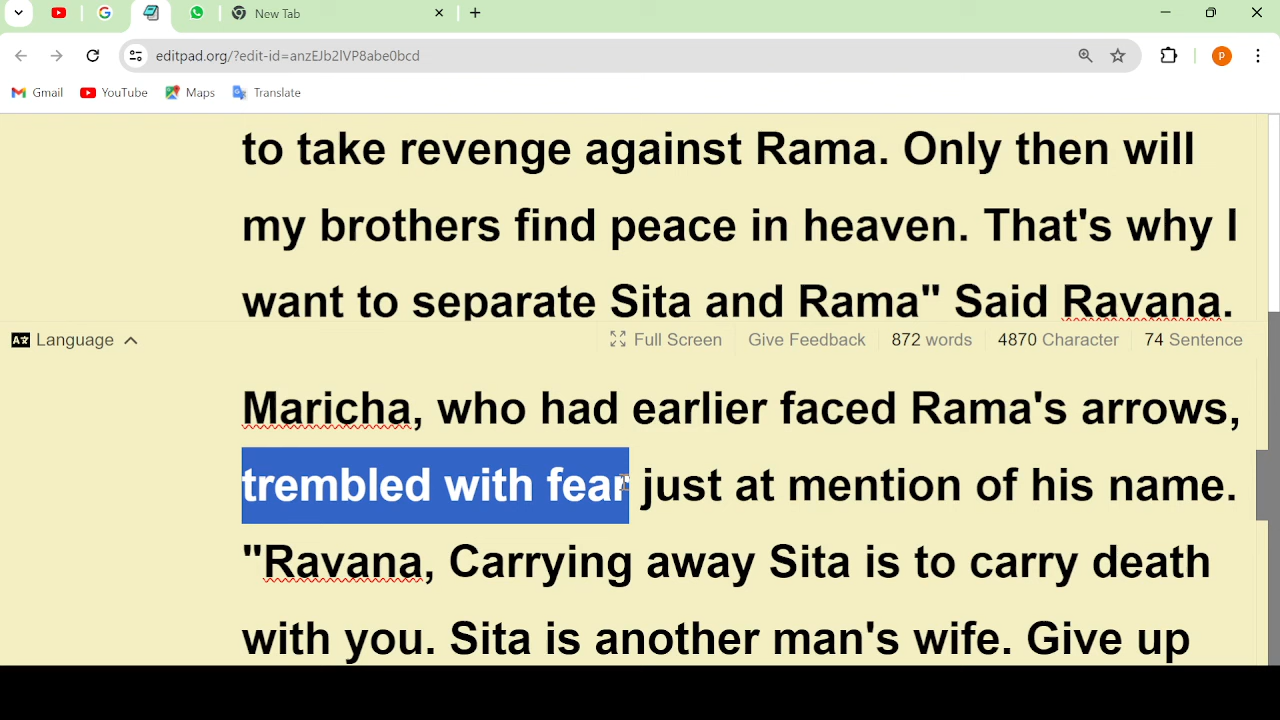 New Tab
editpad.org/?edit-id=anzEJb2lVP8abe0bcd
P
Gmail YouTube Maps Translate
to take revenge against Rama. Only then will
my brothers find peace in heaven. That's why I
want to separate Sita and Rama" Said Ravana.
Language Full Screen Give Feedback 872 words 4870 Character 74 Sentence
Maricha, who had earlier faced Rama's arrows,
trembled with fear just at mention of his name.
"Ravana, Carrying away Sita is to carry death
with you. Sita is another man's wife. Give up